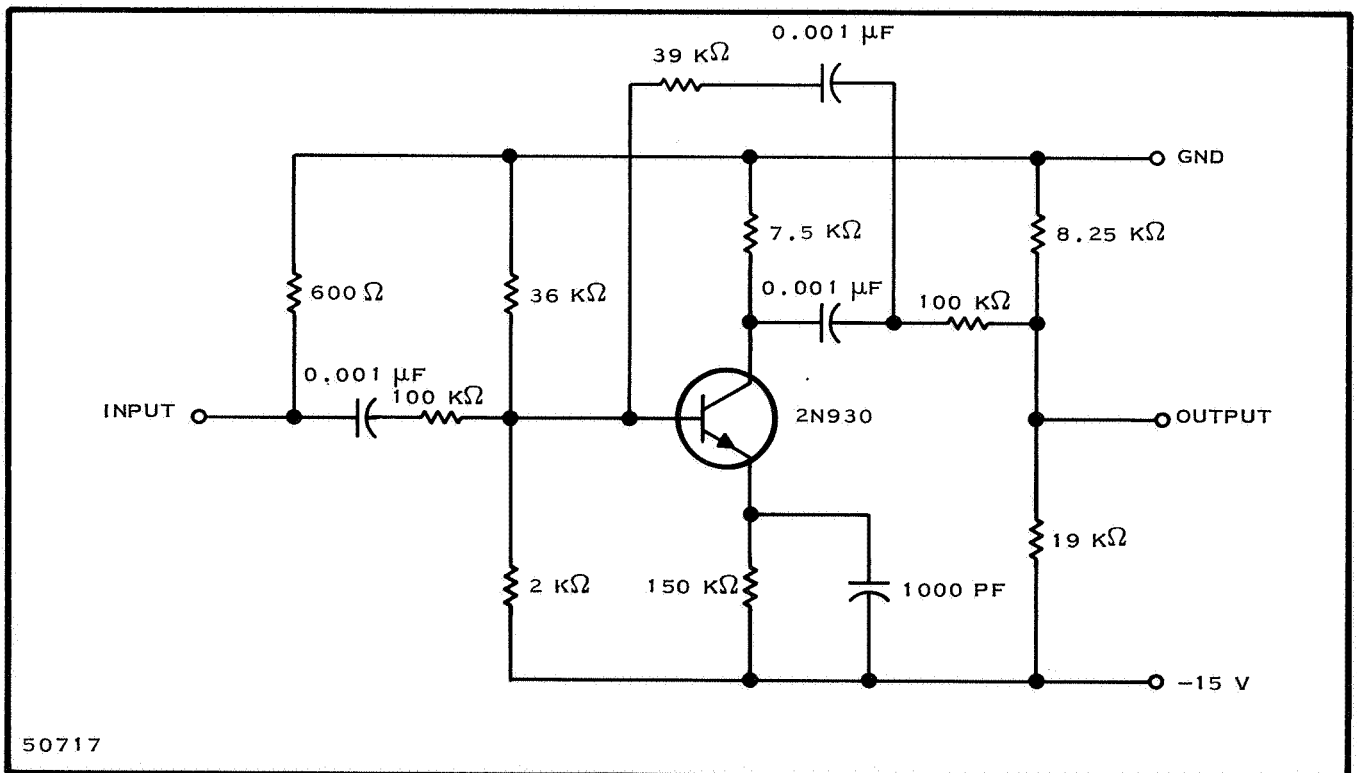 0.001 μF
39 KΩ
GND
7.5 KΩ
8.25 KΩ
600 Ω
36 KΩ
0.001 μF
100 KΩ
0.001 μF
100 KΩ
INPUT
2N930
OUTPUT
19 KΩ
2 KΩ
150 KΩ
1000 PF
-15 V
50717